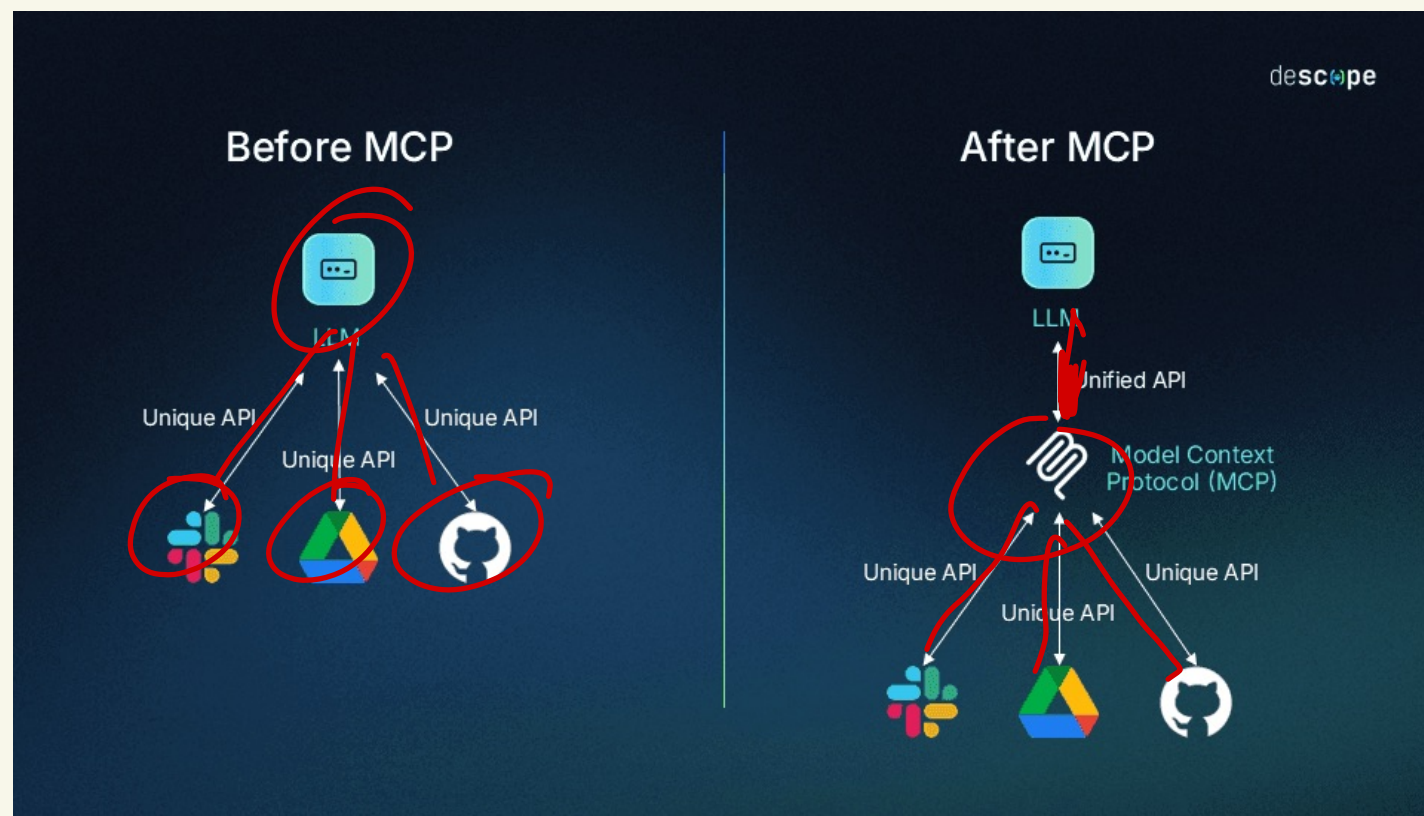 descope
Before MCP
After MCP
LLM
Unique API
Unique API
Unique API
LLM
Unified API
Model Context
Protocol (MCP)
Unique API
Unique API
Unique API